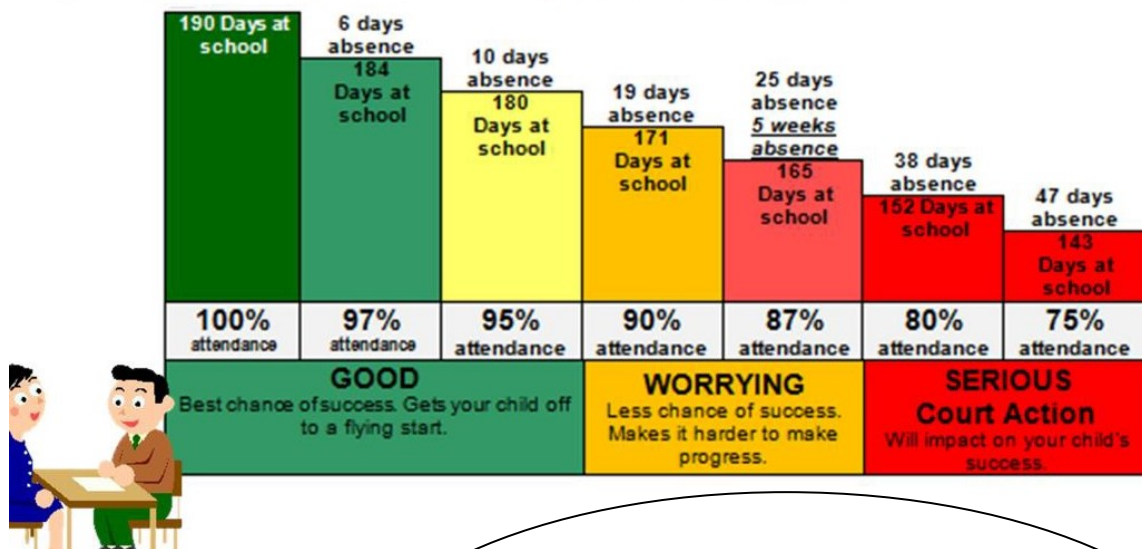 190 Days at
school
6 days
absence
184
Days at
school
10 days
absence
180
Days at
school
19 days
absence
171
Days at
school
25 days
absence
5 weeks
absence
165
Days at
school
38 days
absence
152 Days at
school
47 days
absence
143
Days at
school
100%
attendance
97%
attendance
95%
attendance
90%
attendance
87%
attendance
80%
attendance
75%
attendance
GOOD
Best chance of success. Gets your child off
to a flying start.
WORRYING
Less chance of success.
Makes it harder to make
progress.
SERIOUS
Court Action
Will impact on your child's
success.